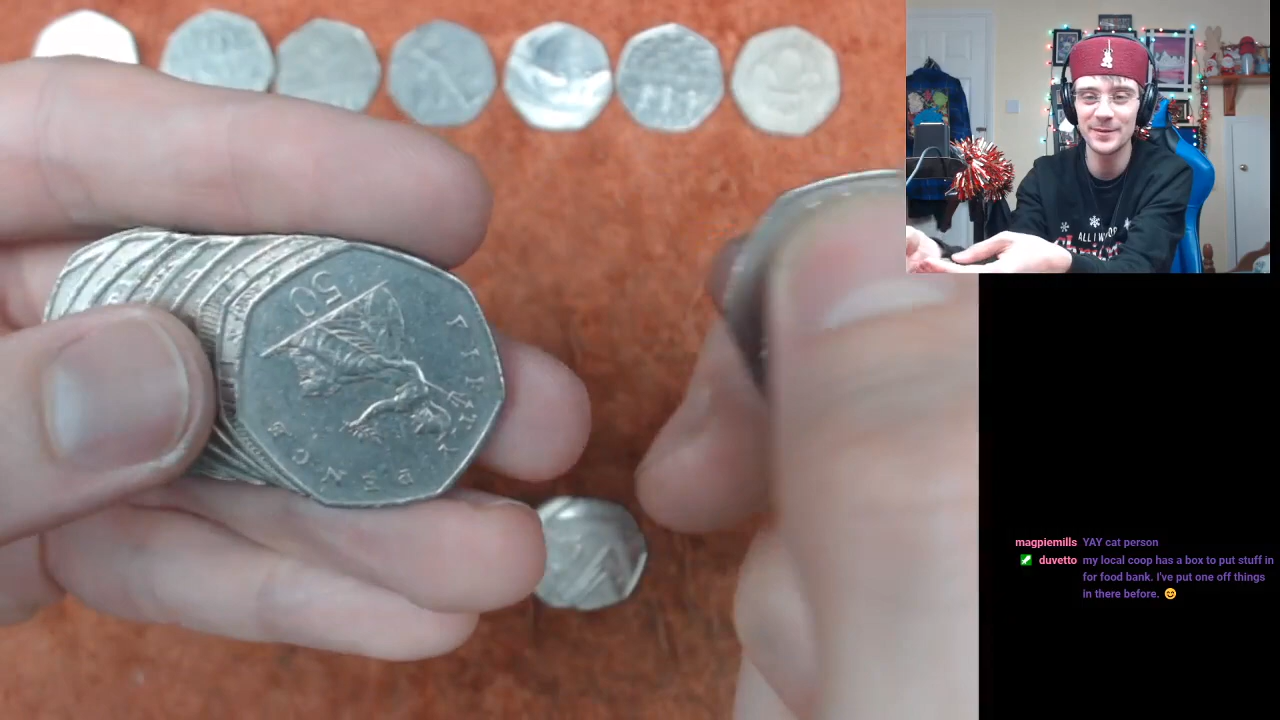 50
FIFTY
PENCE
ALL I W
magpiemills YAY cat person
duvetto my local coop has a box to put stuff in
for food bank. I've put one off things
in there before. 😊